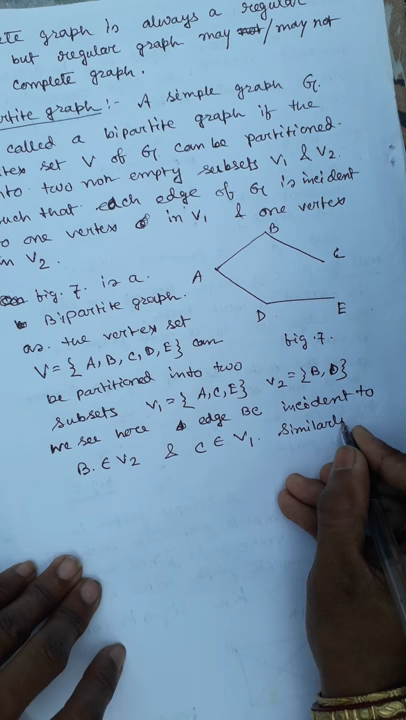 ete graph is always a regular
but regular graph may /may not
complete graph.
rtite graph :- A simple graph G
called a bipartite graph if the
tex set V of G can be partitioned
nto two non empty subsets V1 & V2
such that each edge of G is incident
to one vertex in V1 & one vertex
in V2.
fig. 7. is a
Bipartite graph.
as the vertex set
V = { A, B, C, D, E } can
be partitioned into two
subsets V1 = { A, C, E } V2 = { B, D }
we see here edge BC incident to
B ∈ V2 & C ∈ V1. Similarly
B
C
A
D
E
fig. 7.